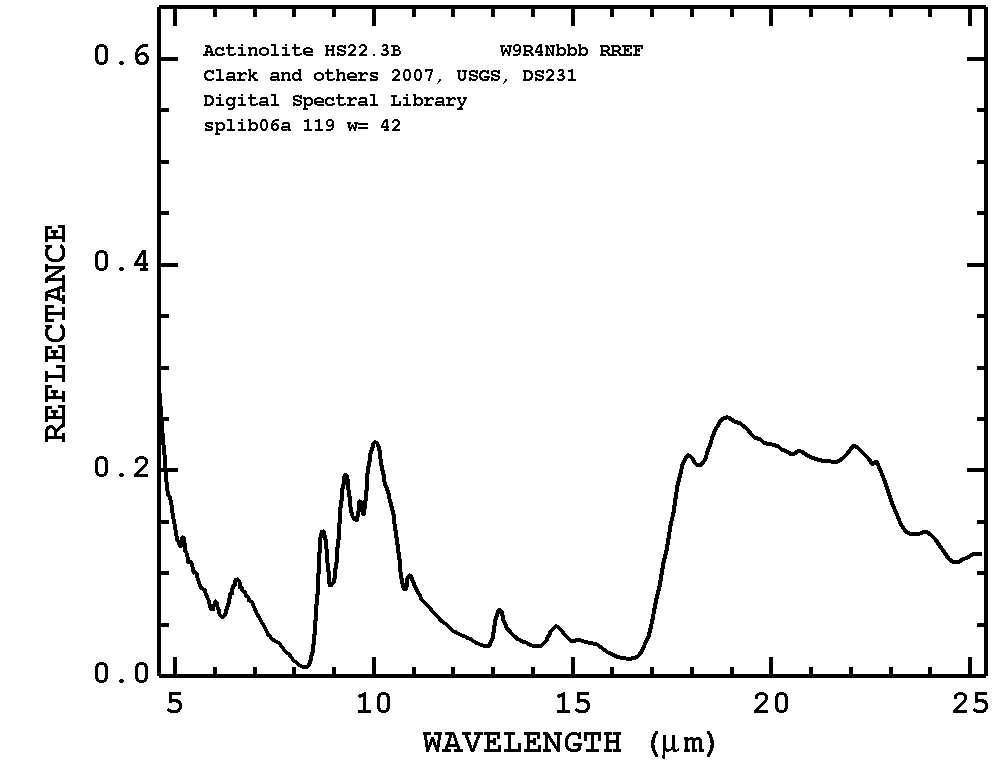 Actinolite HS22.3B W9R4Nbbb RREF
Clark and others 2007, USGS, DS231
Digital Spectral Library
splib06a 119 w= 42
0.6
0.4
0.2
0.0
REFLECTANCE
5 10 15 20 25
WAVELENGTH (μm)